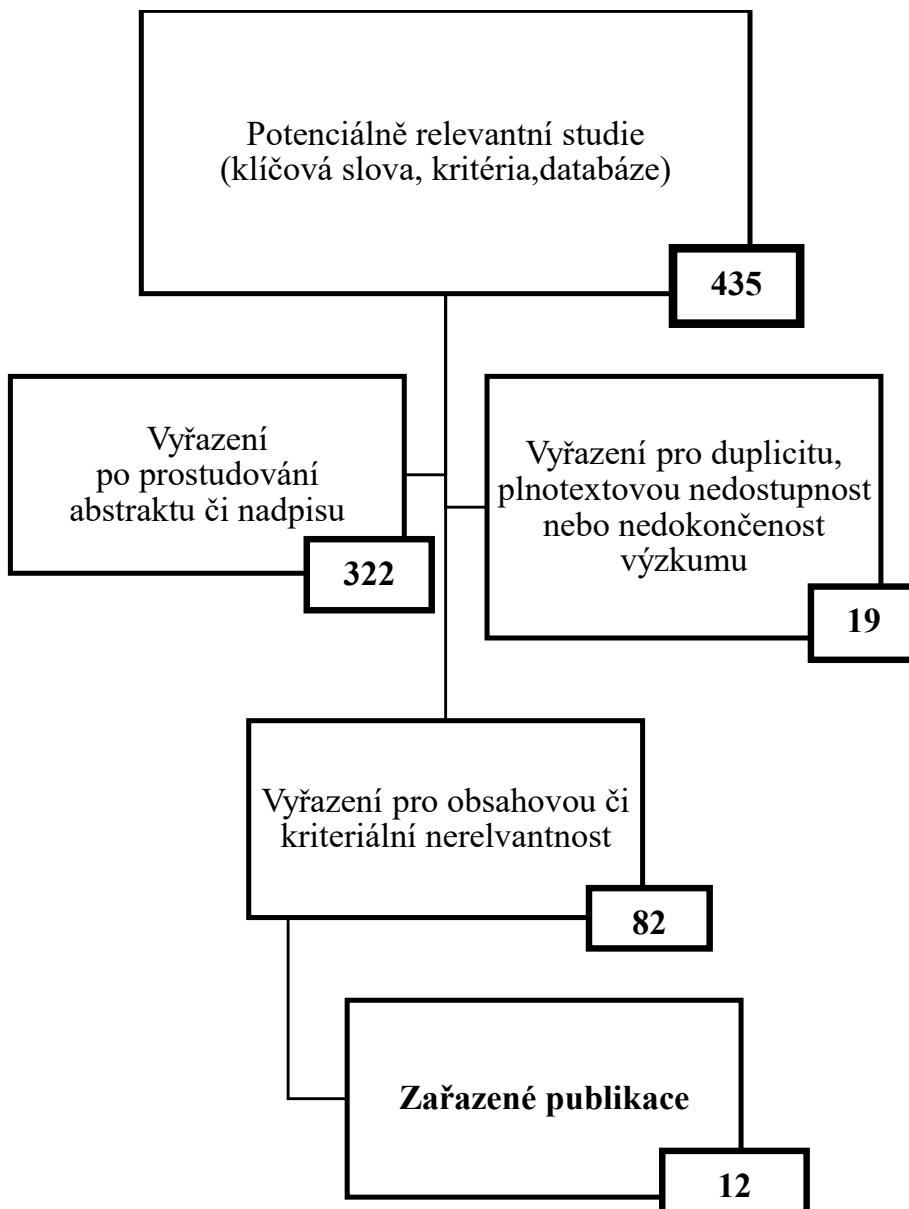 Potenciálně relevantní studie
(klíčová slova, kritéria,databáze)
435
Vyřazení
po prostudování
abstraktu či nadpisu
322
Vyřazení pro duplicitu,
plnotextovou nedostupnost
nebo nedokončenost
výzkumu
19
Vyřazení pro obsahovou či
kriteriální nerelvantnost
82
Zařazené publikace
12